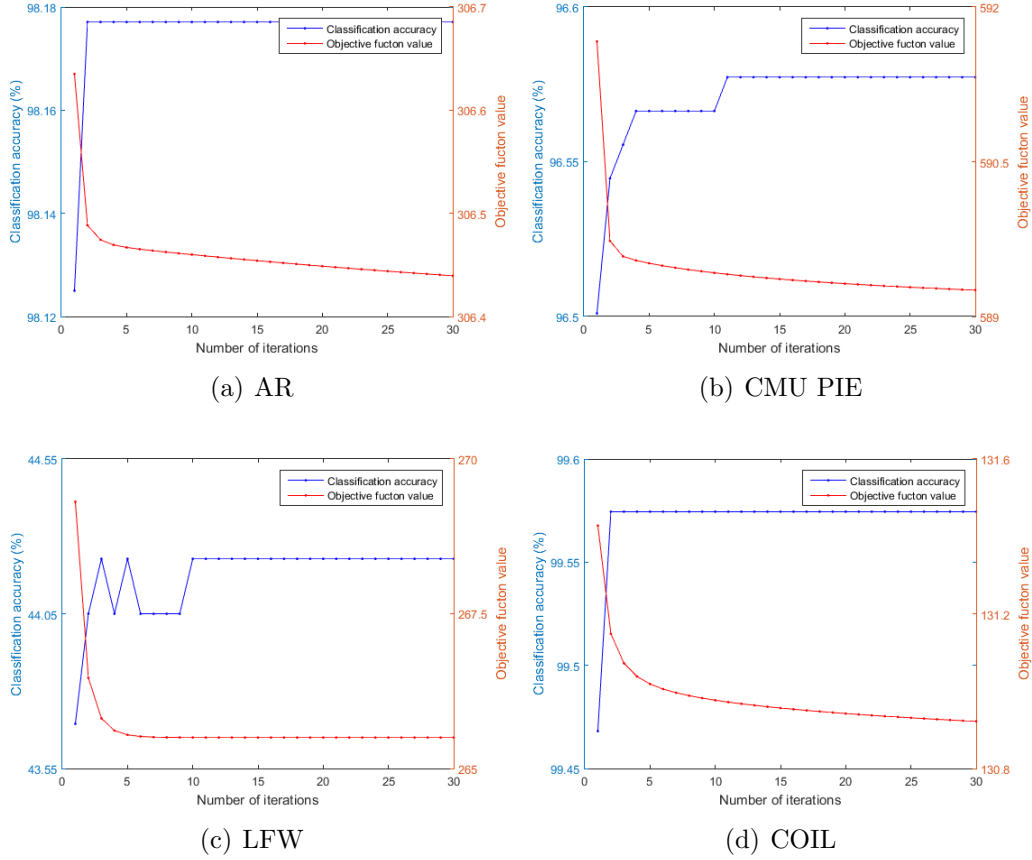 98.18
98.16
98.14
98.12
Classification accuracy (%)
306.7
306.6
306.5
306.4
Objective fucton value
Classification accuracy
Objective fucton value
0 5 10 15 20 25 30
Number of iterations
(a) AR
96.6
96.55
96.5
Classification accuracy (%)
592
590.5
589
Objective fucton value
Classification accuracy
Objective fucton value
0 5 10 15 20 25 30
Number of iterations
(b) CMU PIE
44.55
44.05
43.55
Classification accuracy (%)
270
267.5
265
Objective fucton value
Classification accuracy
Objective fucton value
0 5 10 15 20 25 30
Number of iterations
(c) LFW
99.6
99.55
99.5
99.45
Classification accuracy (%)
131.6
131.2
130.8
Objective fucton value
Classification accuracy
Objective fucton value
0 5 10 15 20 25 30
Number of iterations
(d) COIL